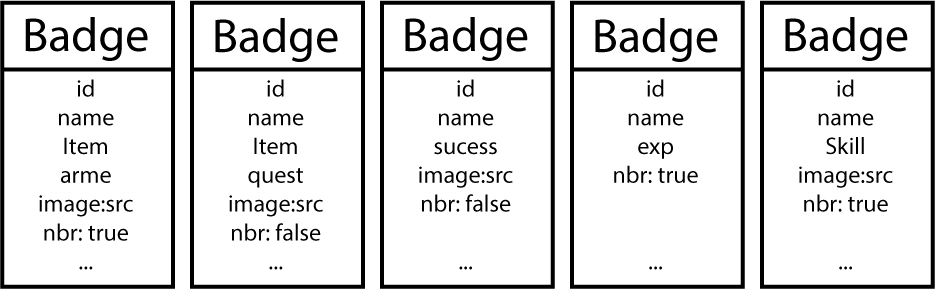 Badge
id
name
Item
arme
image:src
nbr: true
...
Badge
id
name
Item
quest
image:src
nbr: false
...
Badge
id
name
sucess
image:src
nbr: false
...
Badge
id
name
exp
nbr: true
...
Badge
id
name
Skill
image:src
nbr: true
...